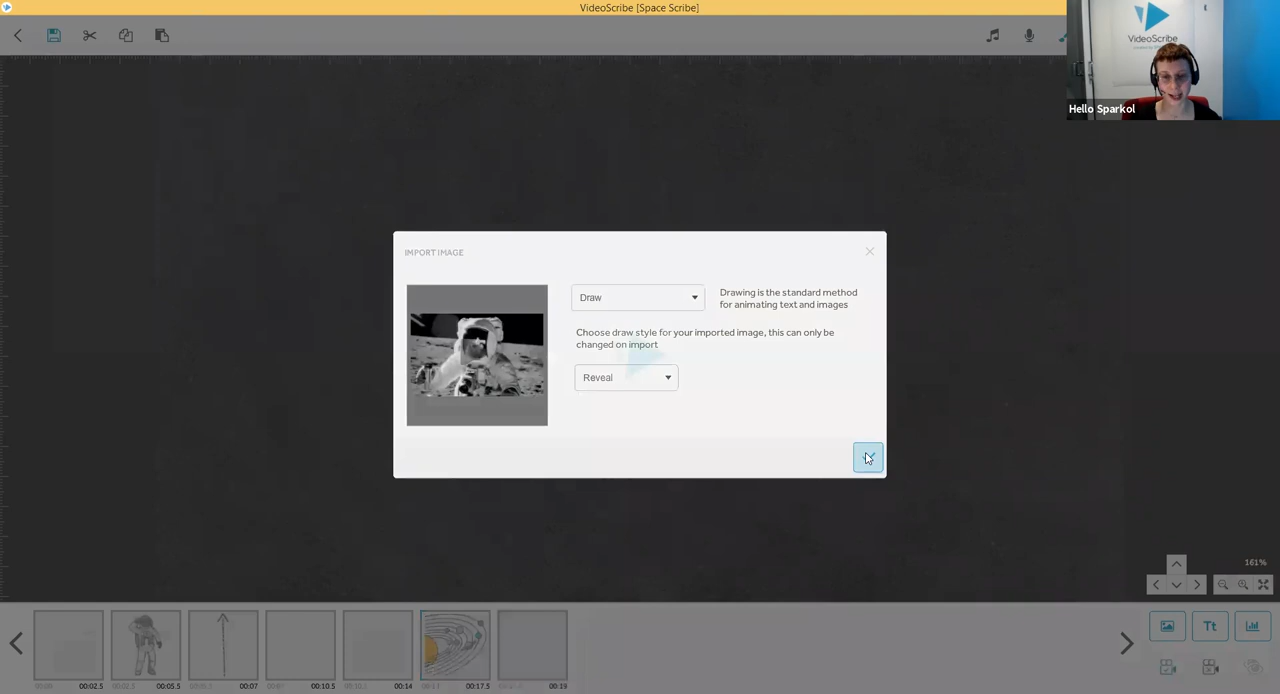 VideoScribe [Space Scribe]
VideoScribe
Hello Sparkol
IMPORT IMAGE
Draw
Drawing is the standard method
for animating text and images
Choose draw style for your imported image, this can only be
changed on import
Reveal
161%
Tt
00:02.5
00:05.5
00:07
00:10.5
00:14
00:17.5
00:19